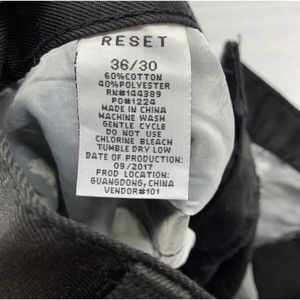 RESET
36/30
60%COTTON
40%POLYESTER
RN#144389
PO#1224
MADE IN CHINA
MACHINE WASH
GENTLE CYCLE
DO NOT USE
CHLORINE BLEACH
TUMBLE DRY LOW
DATE OF PRODUCTION:
09/2017
PROD LOCATION:
GUANGDONG, CHINA
VENDOR#101